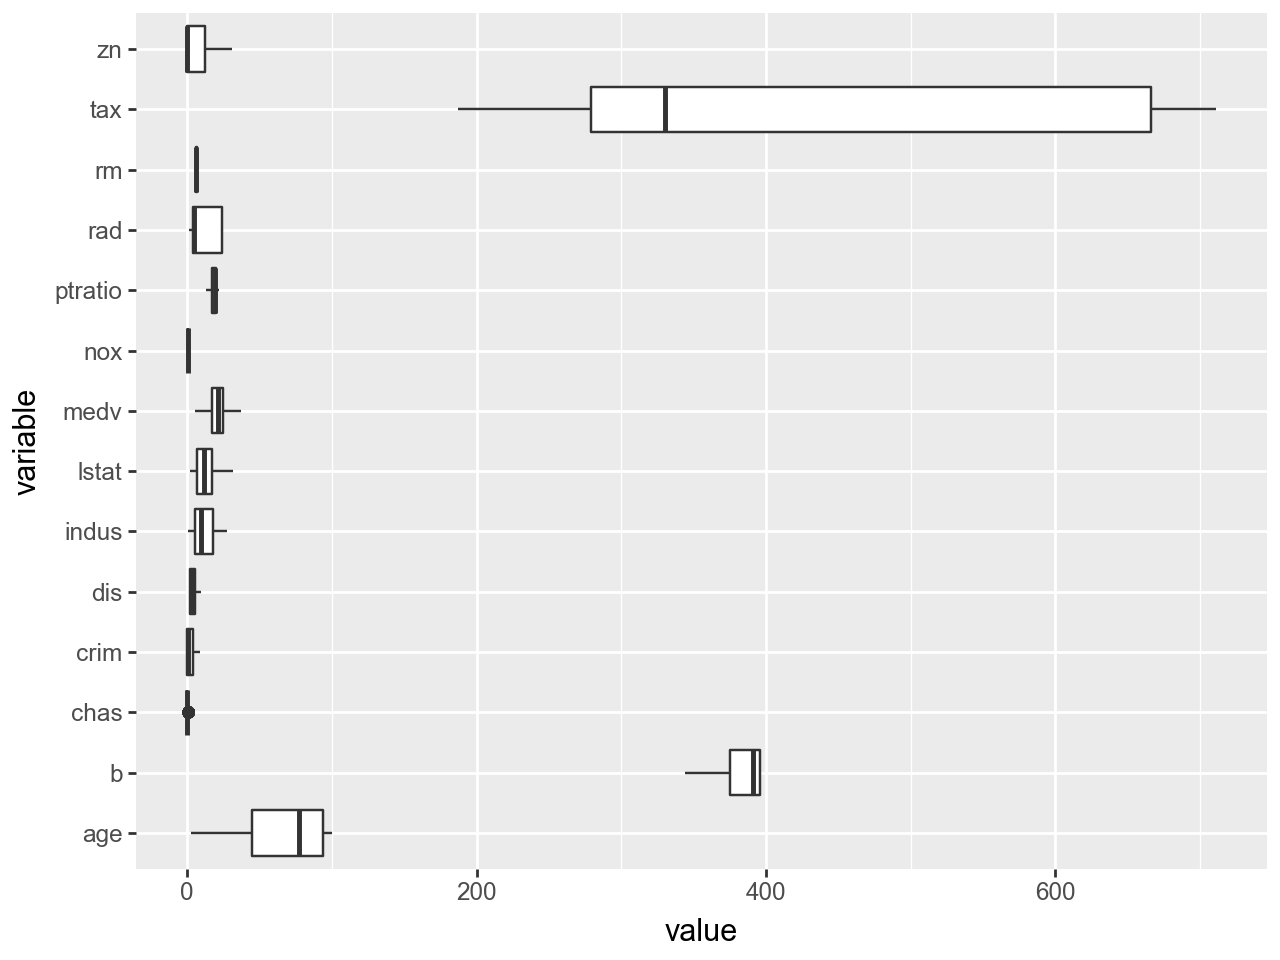 zn
tax
rm
rad
ptratio
nox
medv
lstat
indus
dis
crim
chas
b
age
variable
0 200 400 600
value